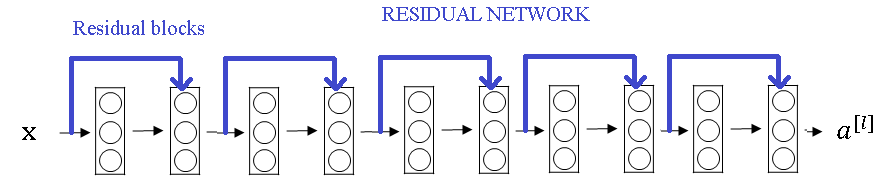 RESIDUAL NETWORK
Residual blocks
x
a^[l]